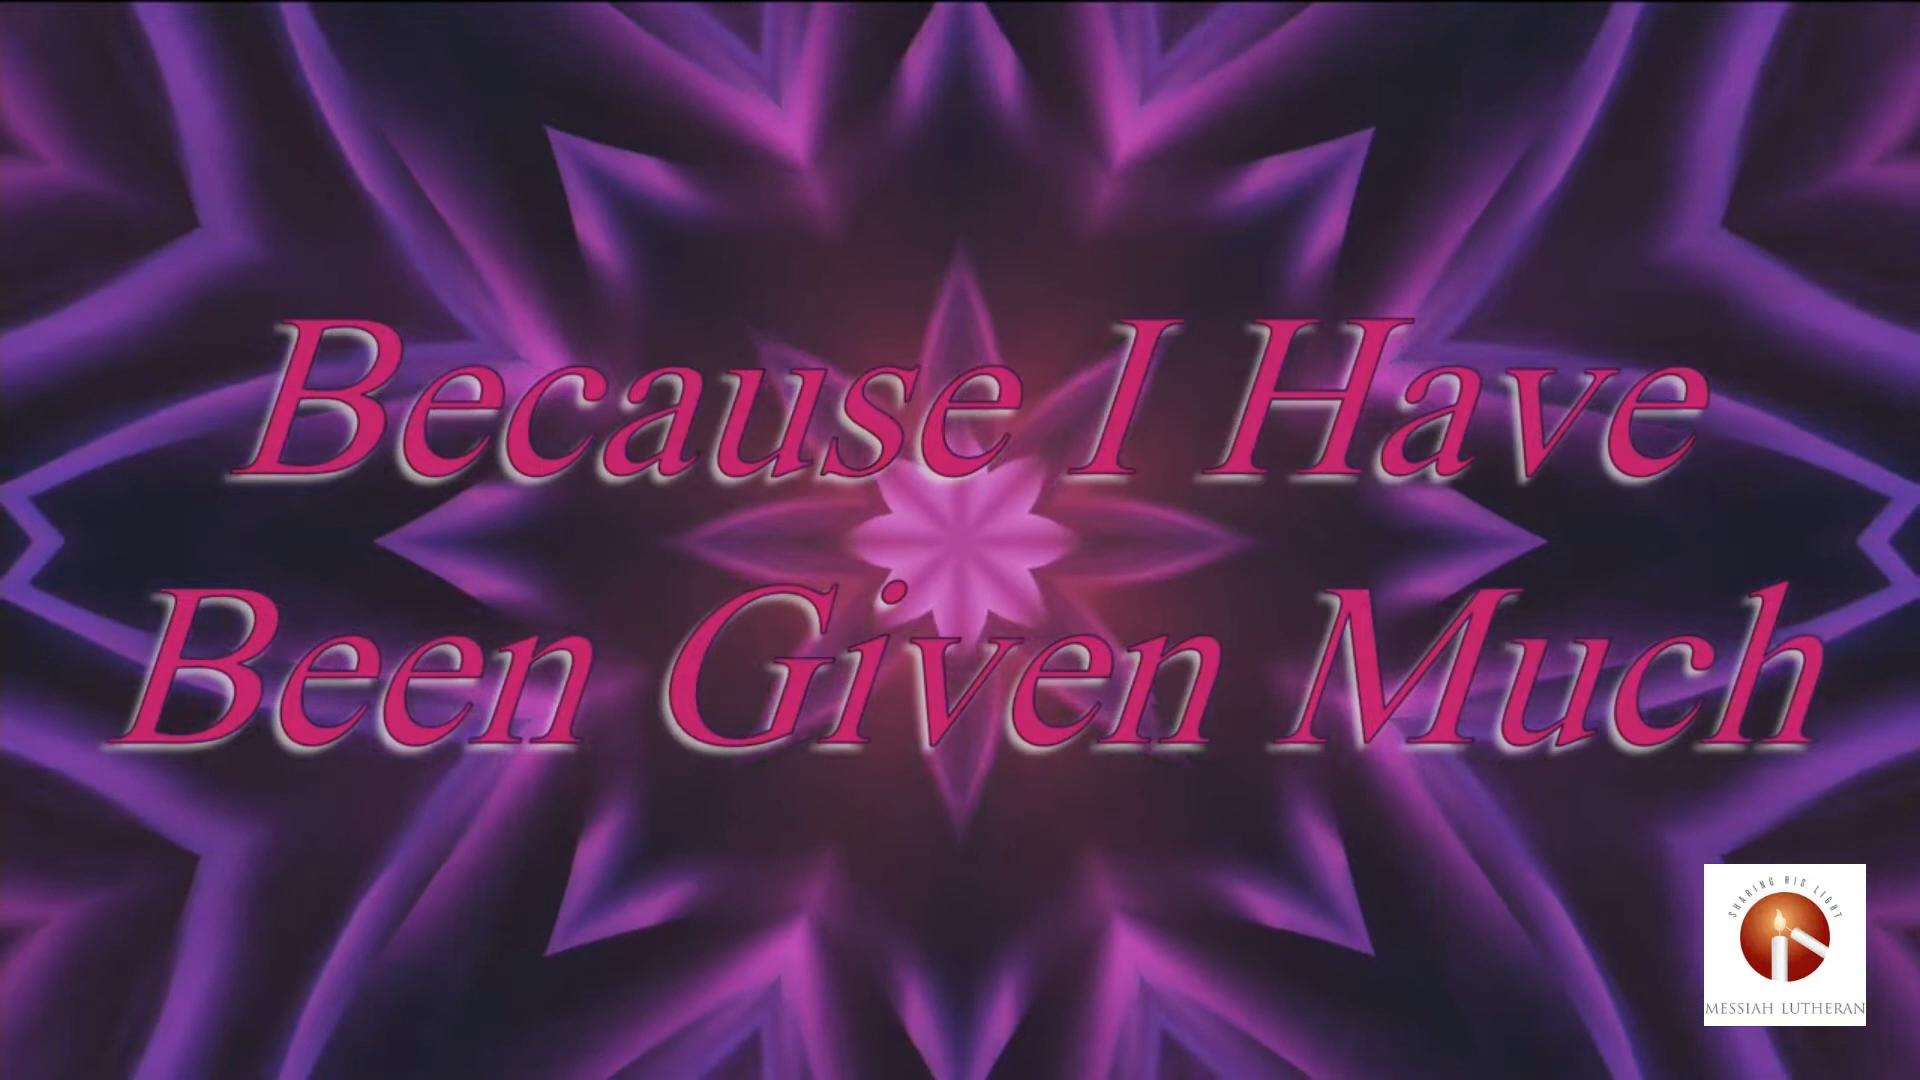 Because I Have
Been Given Much
SHARING HIS LIGHT
MESSIAH LUTHERAN